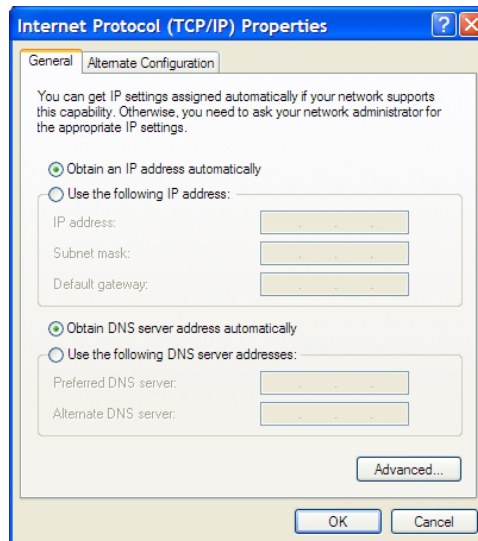 Internet Protocol (TCP/IP) Properties
General
Alternate Configuration
You can get IP settings assigned automatically if your network supports
this capability. Otherwise, you need to ask your network administrator for
the appropriate IP settings.
Obtain an IP address automatically
Use the following IP address:
IP address:
Subnet mask:
Default gateway:
Obtain DNS server address automatically
Use the following DNS server addresses:
Preferred DNS server:
Alternate DNS server:
Advanced...
OK
Cancel